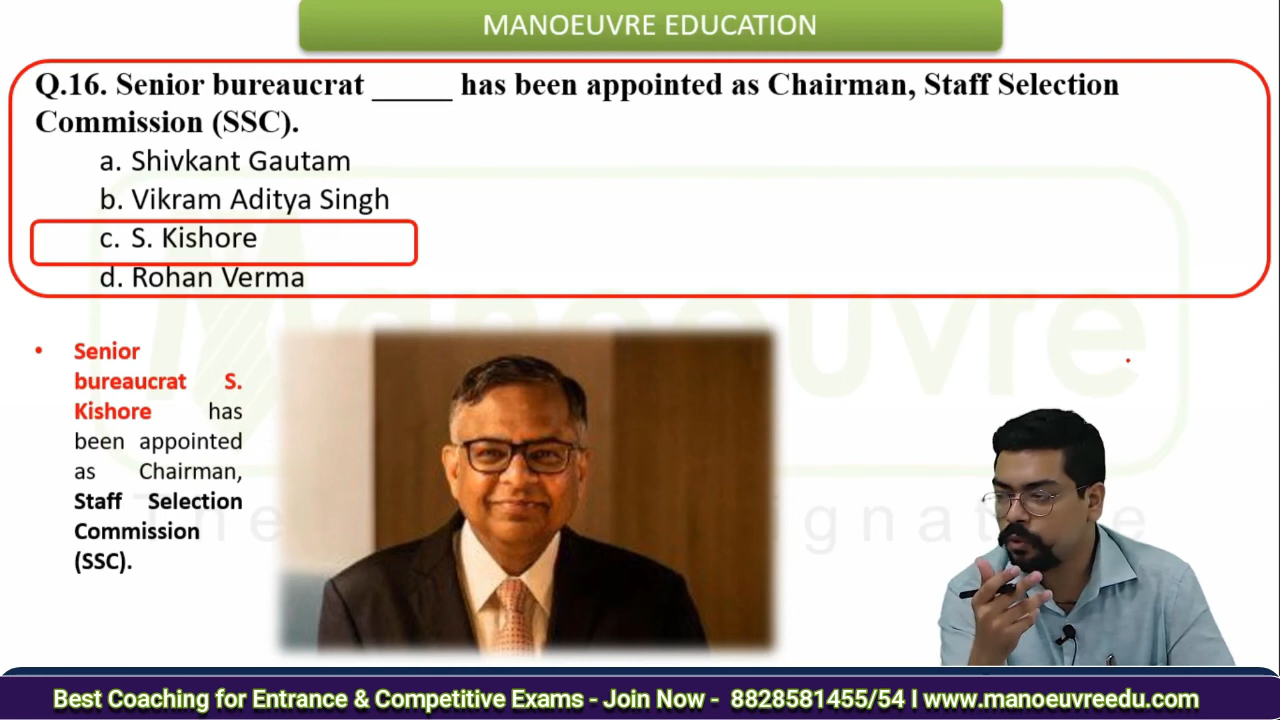 MANOEUVRE EDUCATION
Q.16. Senior bureaucrat _____ has been appointed as Chairman, Staff Selection
Commission (SSC).
a. Shivkant Gautam
b. Vikram Aditya Singh
c. S. Kishore
d. Rohan Verma
• Senior
bureaucrat S.
Kishore has
been appointed
as Chairman,
Staff Selection
Commission
(SSC).
Manoeuvre
Best Coaching for Entrance & Competitive Exams - Join Now - 8828581455/54 I www.manoeuvreedu.com